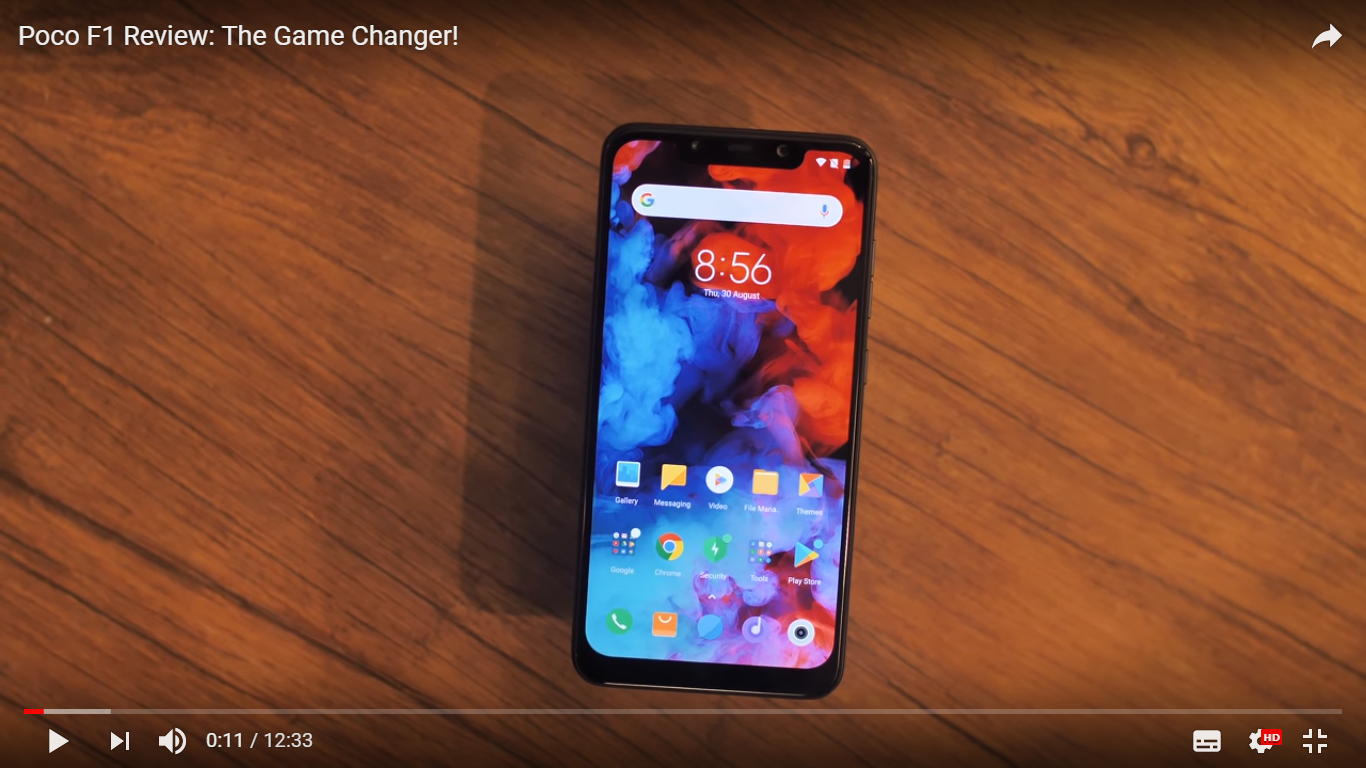 Poco F1 Review: The Game Changer!
8:56
Thu, 30 August
Gallery
Messaging
Video
File Mana..
Themes
Google
Chrome
Security
Tools
Play Store
0:11 / 12:33
HD